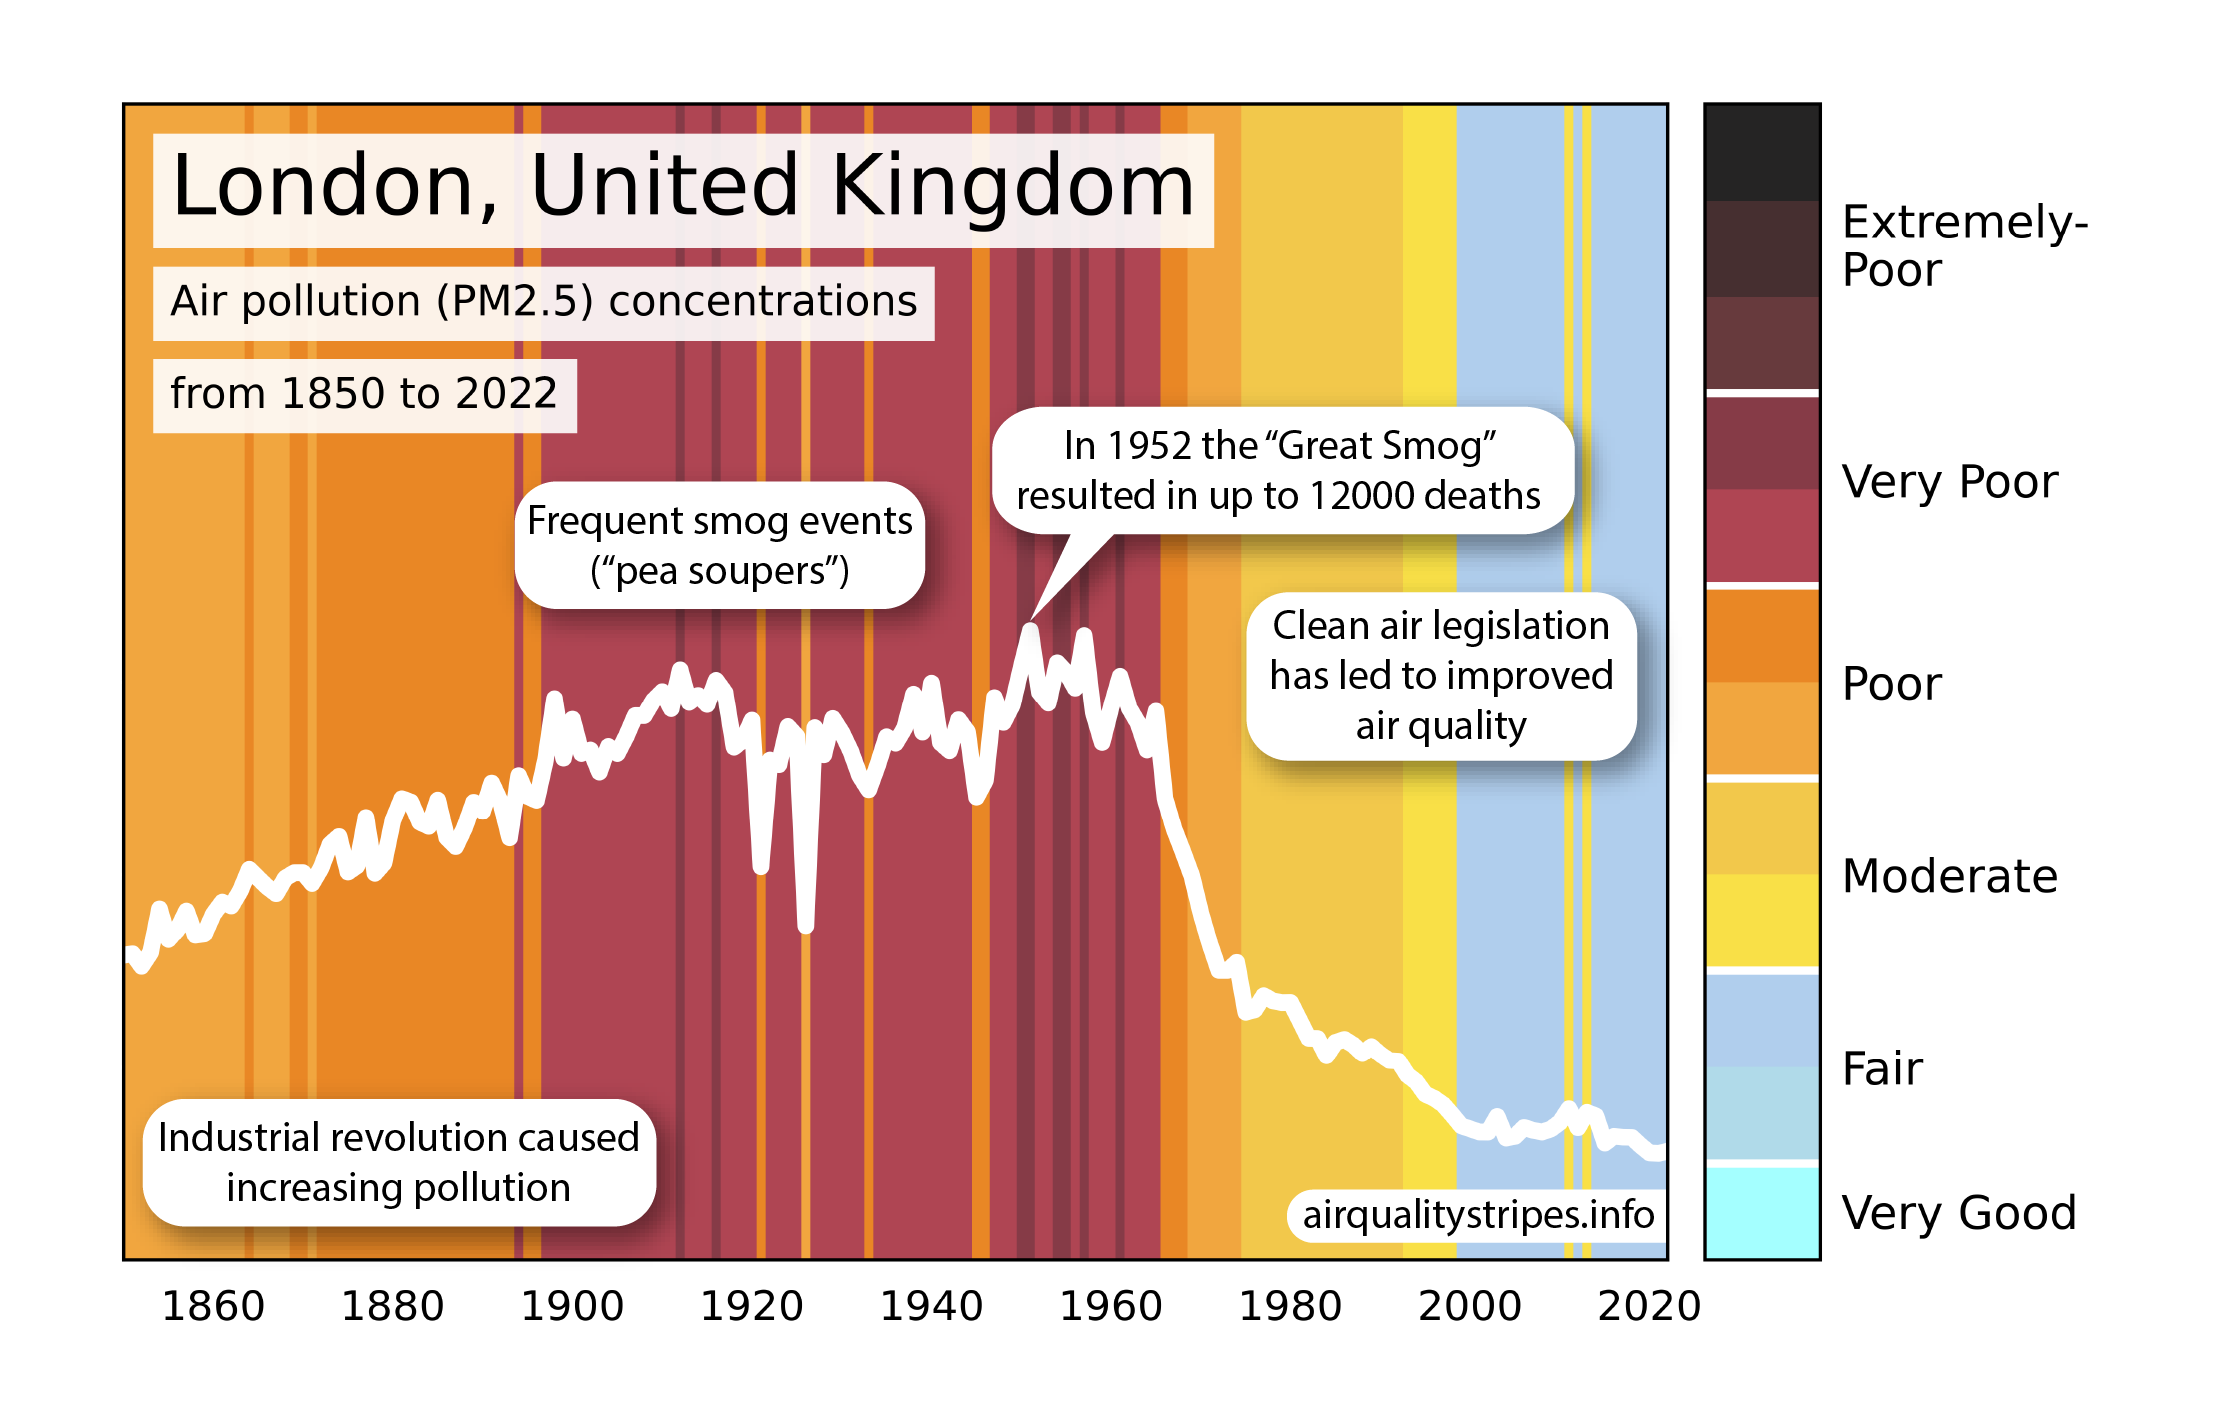 London, United Kingdom
Air pollution (PM2.5) concentrations
from 1850 to 2022
In 1952 the “Great Smog”
resulted in up to 12000 deaths
Frequent smog events
(“pea soupers”)
Clean air legislation
has led to improved
air quality
Industrial revolution caused
increasing pollution
airqualitystripes.info
1860 1880 1900 1920 1940 1960 1980 2000 2020
Extremely-
Poor
Very Poor
Poor
Moderate
Fair
Very Good